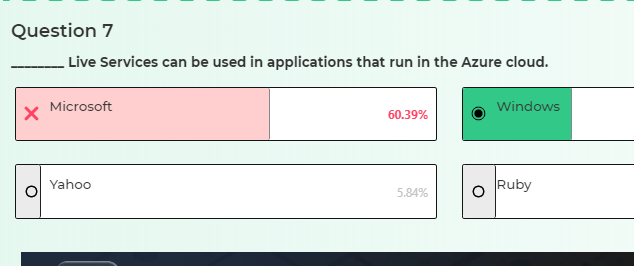 Question 7
________ Live Services can be used in applications that run in the Azure cloud.
Microsoft
60.39%
Windows
Yahoo
5.84%
Ruby